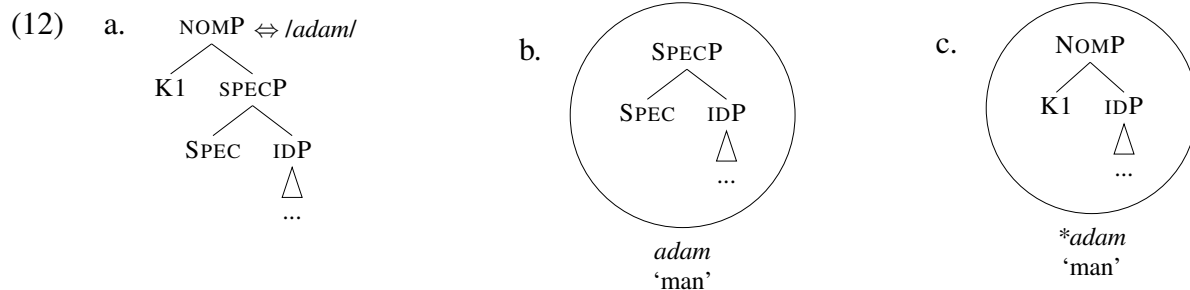 (12) a. NOMP ⇔ /adam/
K1 SPECP
SPEC IDP
...
b. SPECP
SPEC IDP
...
adam
‘man’
c. NOMP
K1 IDP
...
*adam
‘man’